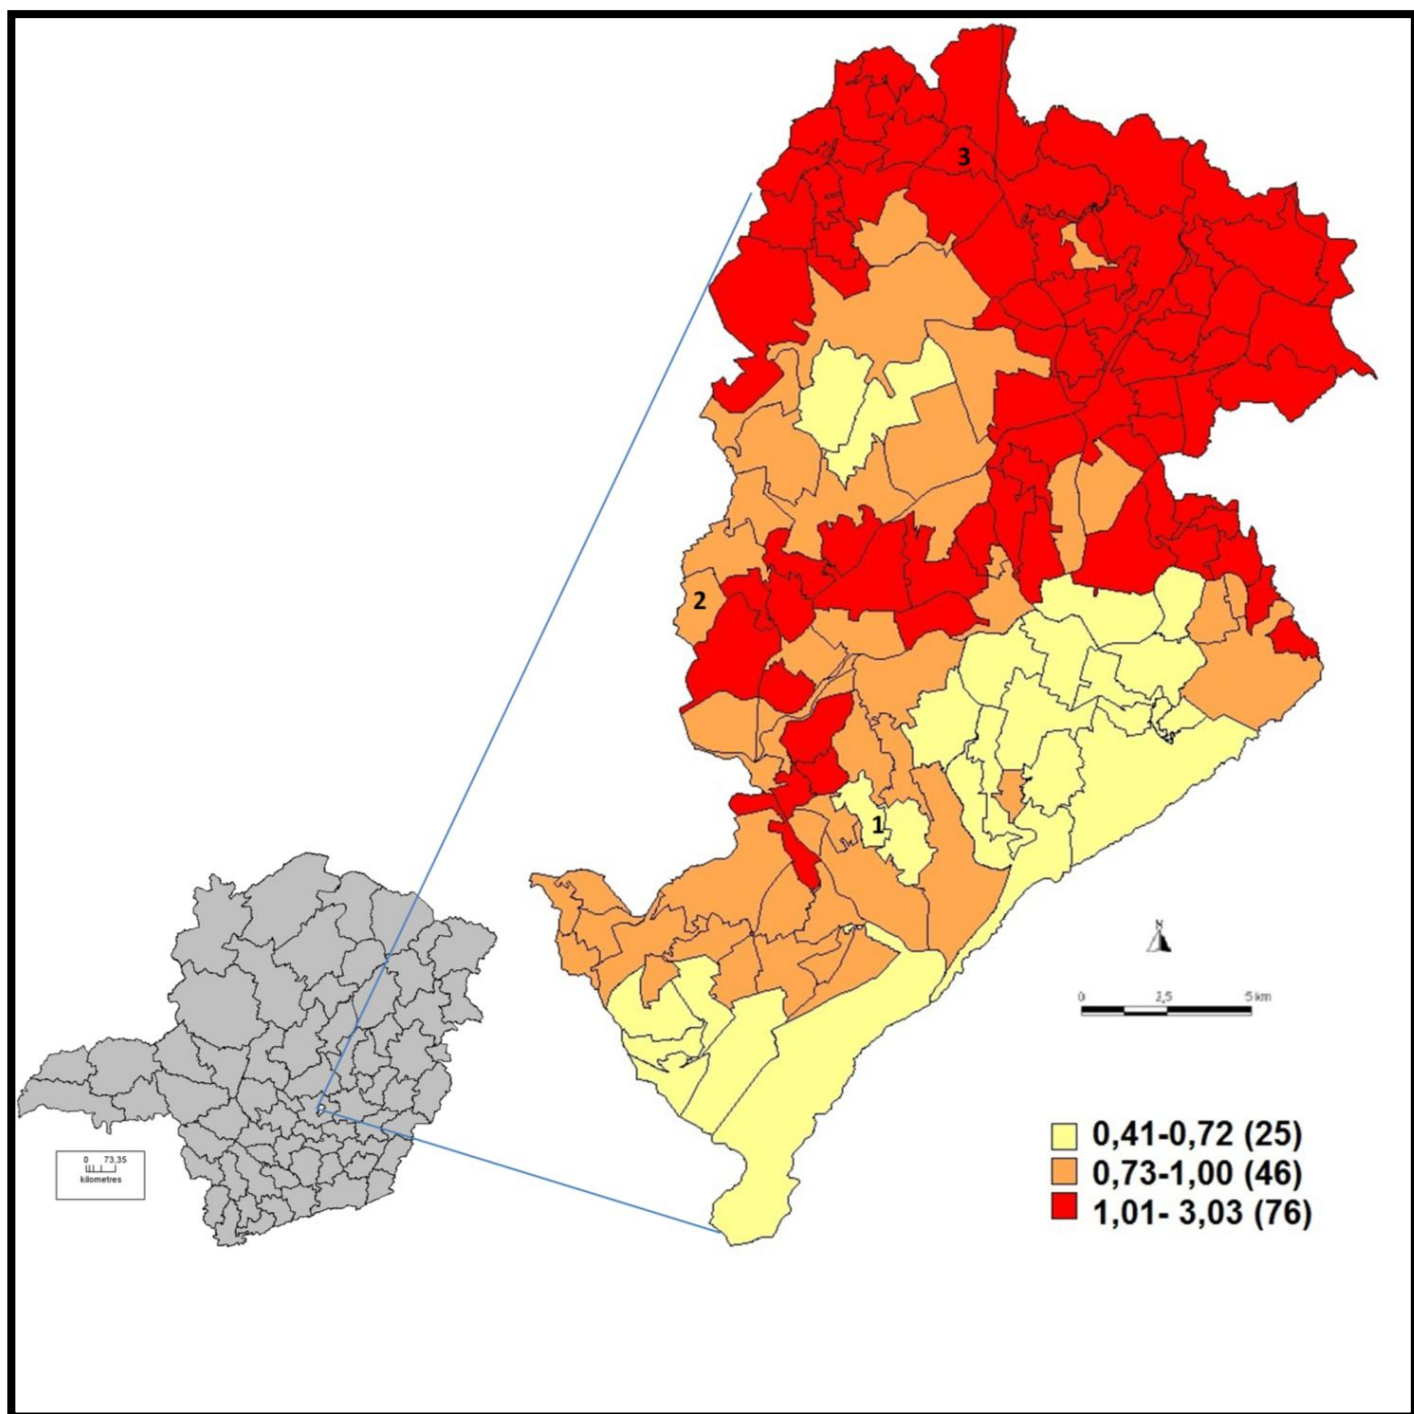 3
2
1
N
0 2,5 5 km
0,41-0,72 (25)
0,73-1,00 (46)
1,01- 3,03 (76)
0 73,35
kilometres